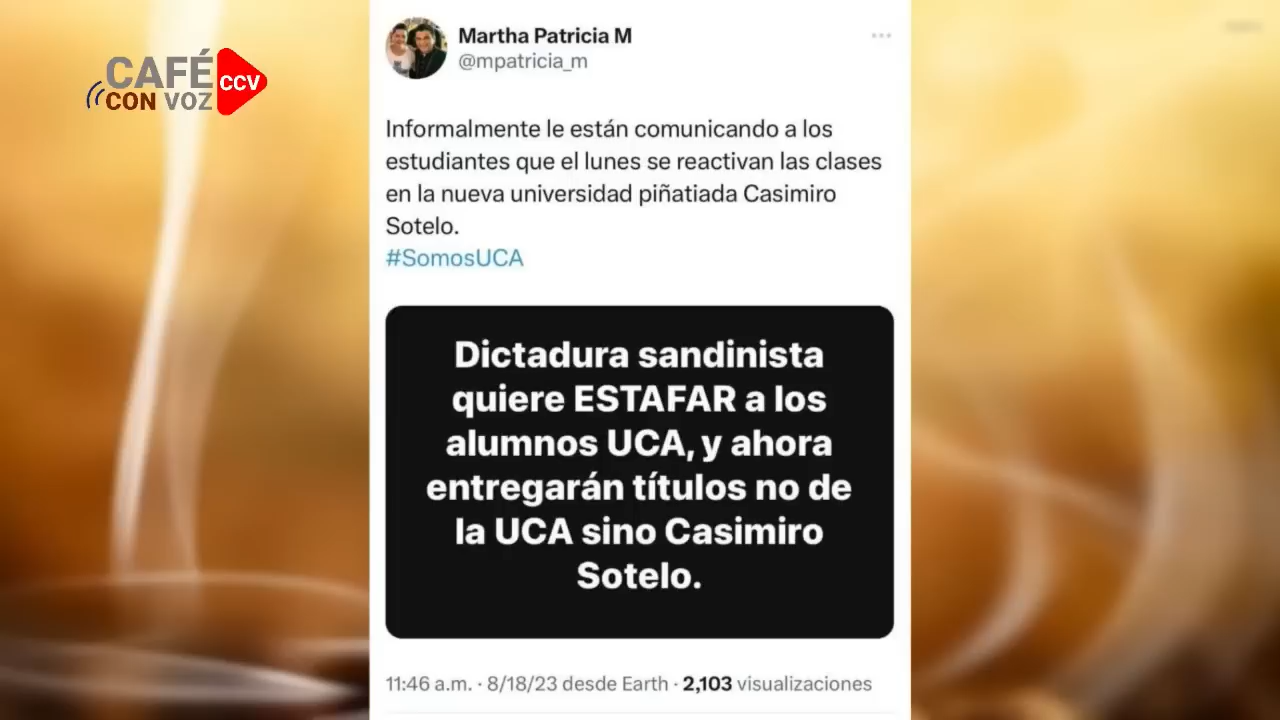 CAFÉ
CON VOZ
CCV
Martha Patricia M
@mpatricia_m
Informalmente le están comunicando a los
estudiantes que el lunes se reactivan las clases
en la nueva universidad piñatiada Casimiro
Sotelo.
#SomosUCA
Dictadura sandinista
quiere ESTAFAR a los
alumnos UCA, y ahora
entregarán títulos no de
la UCA sino Casimiro
Sotelo.
11:46 a.m. · 8/18/23 desde Earth · 2,103 visualizaciones